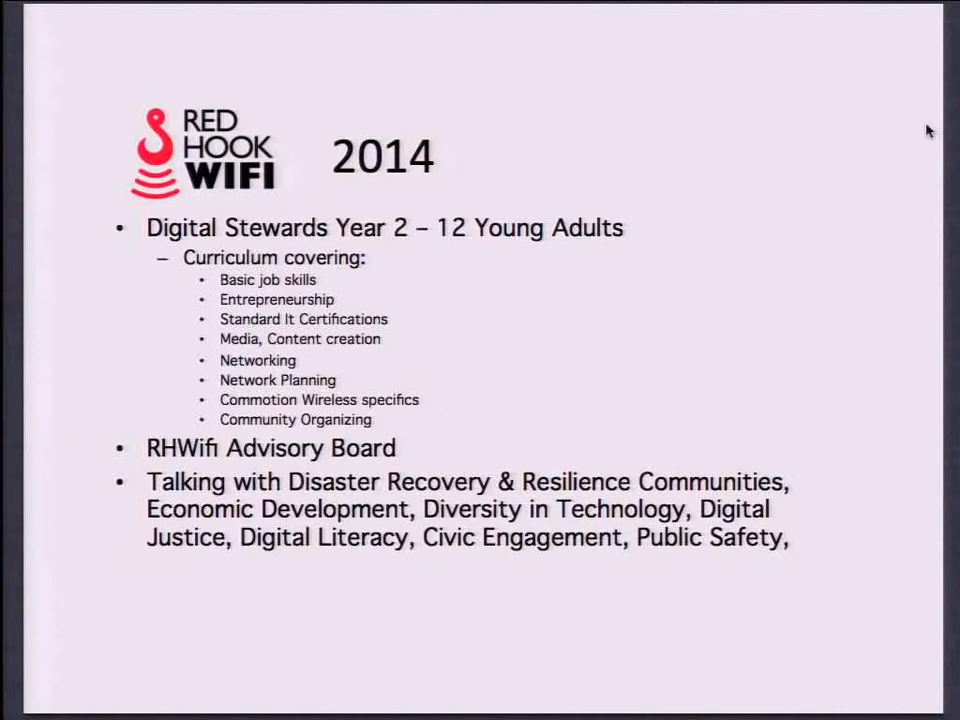 RED
HOOK
WIFI
2014
• Digital Stewards Year 2 – 12 Young Adults
– Curriculum covering:
• Basic job skills
• Entrepreneurship
• Standard It Certifications
• Media, Content creation
• Networking
• Network Planning
• Commotion Wireless specifics
• Community Organizing
• RHWifi Advisory Board
• Talking with Disaster Recovery & Resilience Communities,
Economic Development, Diversity in Technology, Digital
Justice, Digital Literacy, Civic Engagement, Public Safety,